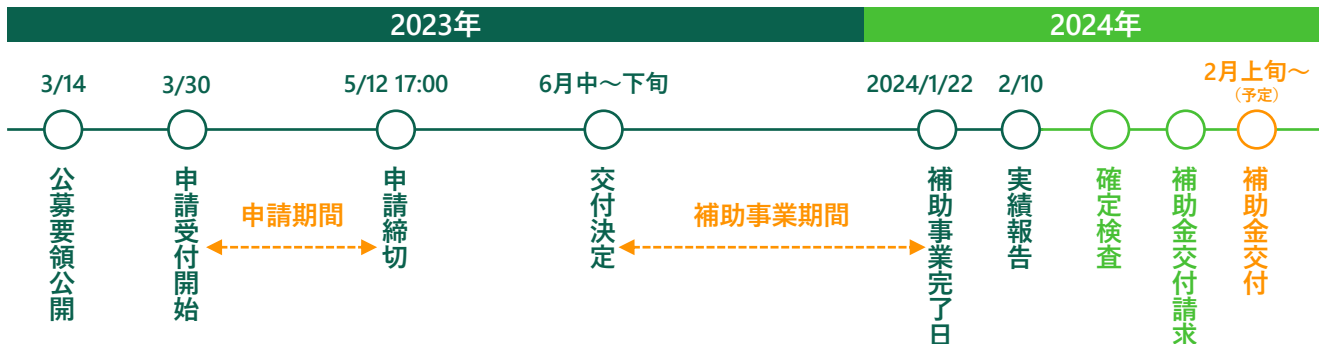 2023年
2024年
3/14
3/30
5/12 17:00
6月中～下旬
2024/1/22
2/10
2月上旬～
（予定）
公募要領公開
申請受付開始
申請期間
申請締切
交付決定
補助事業期間
補助事業完了日
実績報告
確定検査
補助金交付請求
補助金交付